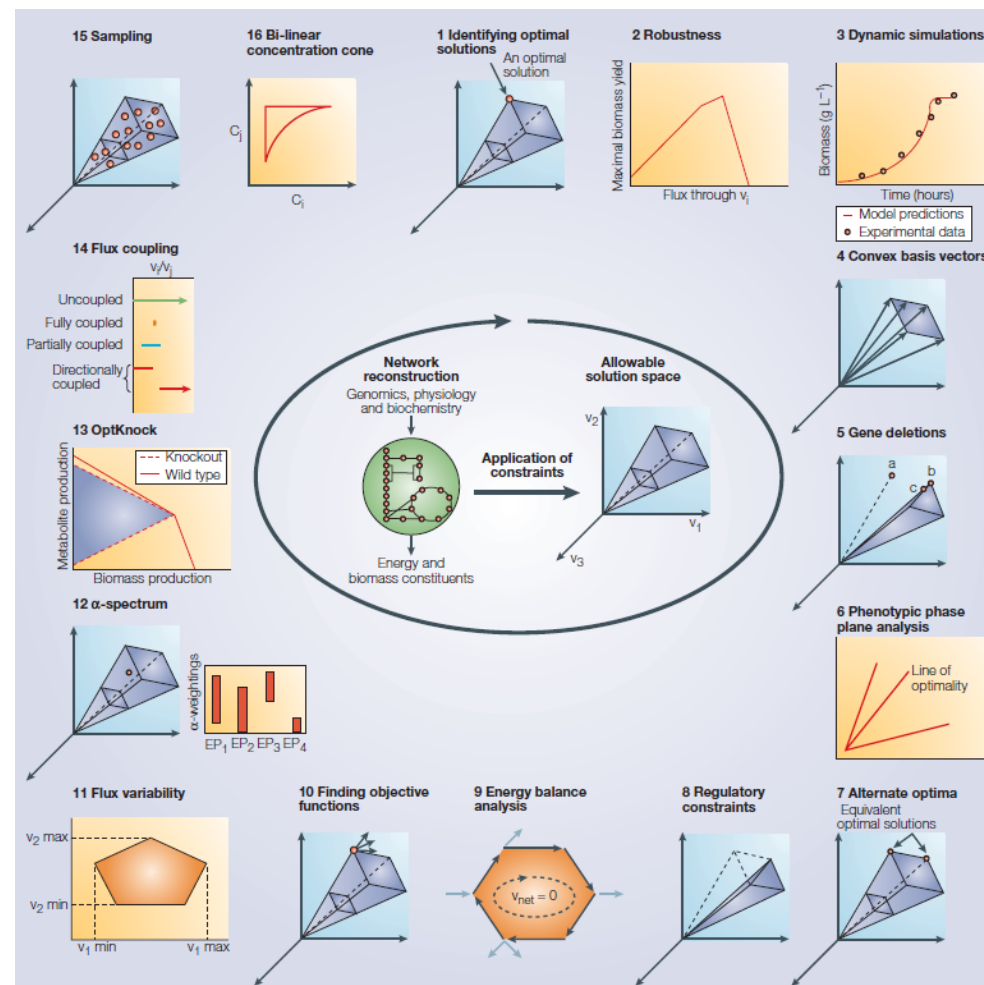 15 Sampling
16 Bi-linear
concentration cone
Cj
Ci
1 Identifying optimal
solutions
An optimal
solution
2 Robustness
Maximal biomass yield
Flux through vi
3 Dynamic simulations
Biomass (g L⁻¹)
Time (hours)
Model predictions
Experimental data
14 Flux coupling
vi/vj
Uncoupled
Fully coupled
Partially coupled
Directionally
coupled
4 Convex basis vectors
Network
reconstruction
Genomics, physiology
and biochemistry
Application of
constraints
Energy and
biomass constituents
Allowable
solution space
v2
v1
v3
13 OptKnock
Knockout
Wild type
Metabolite production
Biomass production
5 Gene deletions
a
b
c
12 α-spectrum
α-weightings
EP1 EP2 EP3 EP4
6 Phenotypic phase
plane analysis
Line of
optimality
11 Flux variability
v2 max
v2 min
v1 min
v1 max
10 Finding objective
functions
9 Energy balance
analysis
vnet = 0
8 Regulatory
constraints
7 Alternate optima
Equivalent
optimal solutions